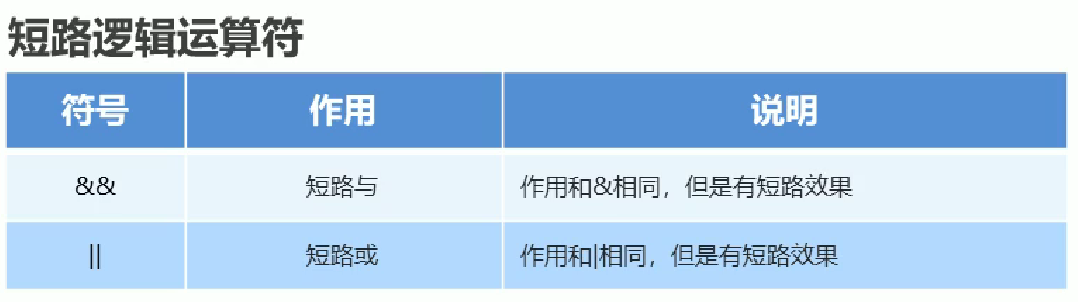 短路逻辑运算符
符号 作用 说明
&& 短路与 作用和&相同，但是有短路效果
|| 短路或 作用和|相同，但是有短路效果